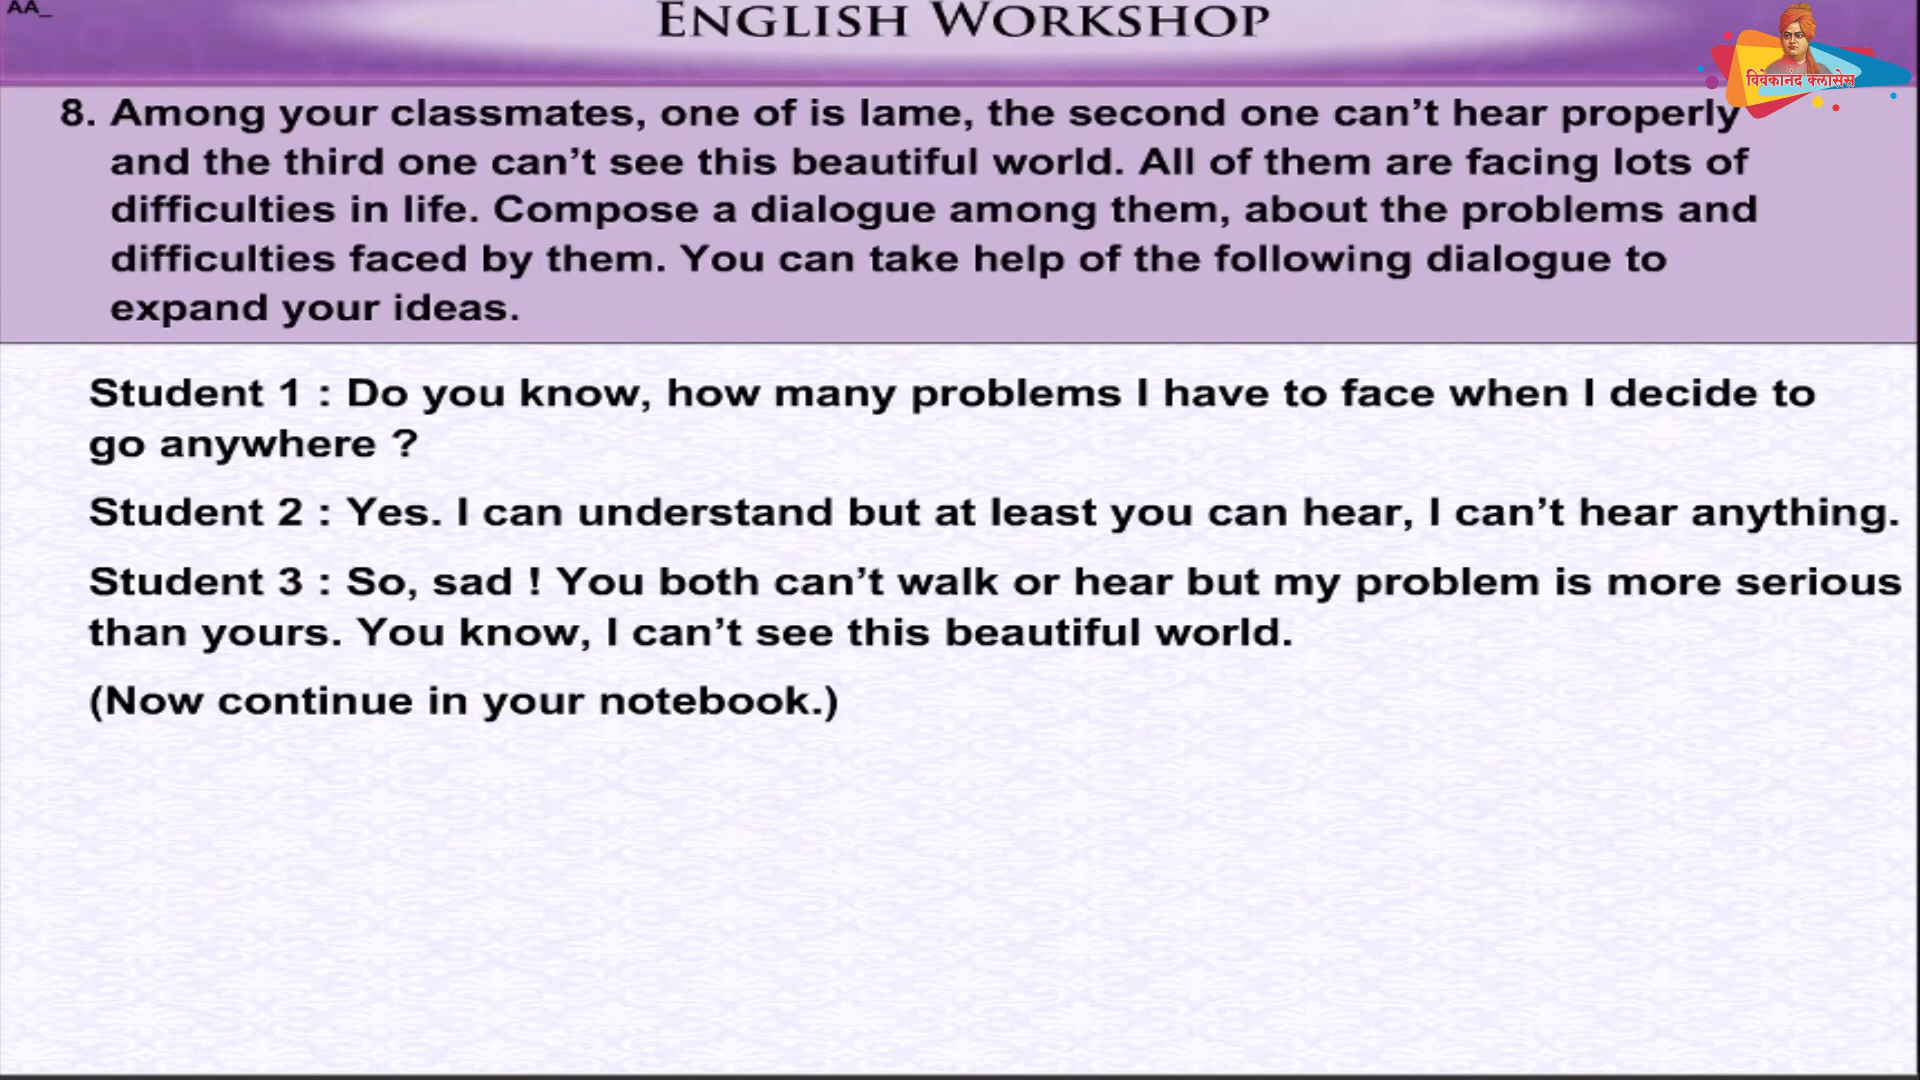 AA_
ENGLISH WORKSHOP
विवेकानंद क्लासेस
8. Among your classmates, one of is lame, the second one can't hear properly
and the third one can't see this beautiful world. All of them are facing lots of
difficulties in life. Compose a dialogue among them, about the problems and
difficulties faced by them. You can take help of the following dialogue to
expand your ideas.
Student 1 : Do you know, how many problems I have to face when I decide to
go anywhere ?
Student 2 : Yes. I can understand but at least you can hear, I can't hear anything.
Student 3 : So, sad ! You both can't walk or hear but my problem is more serious
than yours. You know, I can't see this beautiful world.
(Now continue in your notebook.)